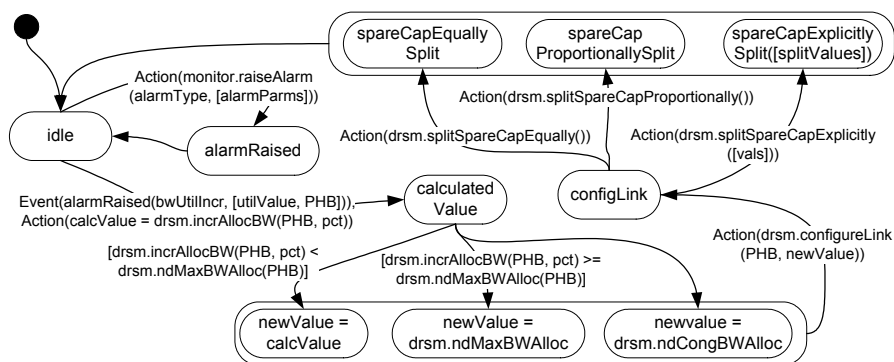 spareCapEqually
Split
spareCap
ProportionallySplit
spareCapExplicitly
Split([splitValues])
Action(monitor.raiseAlarm
(alarmType, [alarmParms]))
Action(drsm.splitSpareCapProportionally())
idle
alarmRaised
Action(drsm.splitSpareCapEqually())
Action(drsm.splitSpareCapExplicitly
([vals]))
Event(alarmRaised(bwUtilIncr, [utilValue, PHB])),
Action(calcValue = drsm.incrAllocBW(PHB, pct))
calculated
Value
configLink
[drsm.incrAllocBW(PHB, pct) <
drsm.ndMaxBWAlloc(PHB)]
[drsm.incrAllocBW(PHB, pct) >=
drsm.ndMaxBWAlloc(PHB)]
Action(drsm.configureLink
(PHB, newValue))
newValue =
calcValue
newValue =
drsm.ndMaxBWAlloc
newvalue =
drsm.ndCongBWAlloc